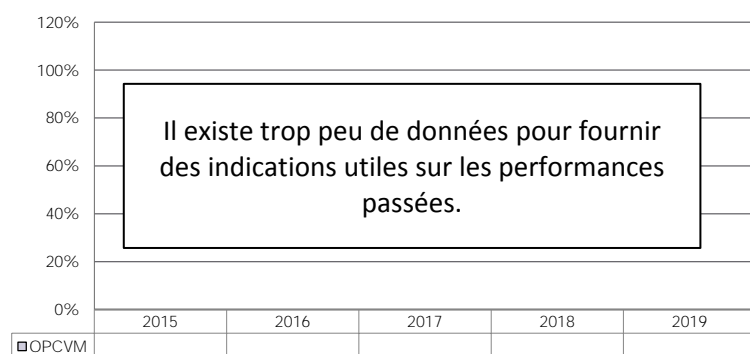 120%
100%
80%
60%
40%
20%
0%
Il existe trop peu de données pour fournir
des indications utiles sur les performances
passées.
2015 2016 2017 2018 2019
OPCVM